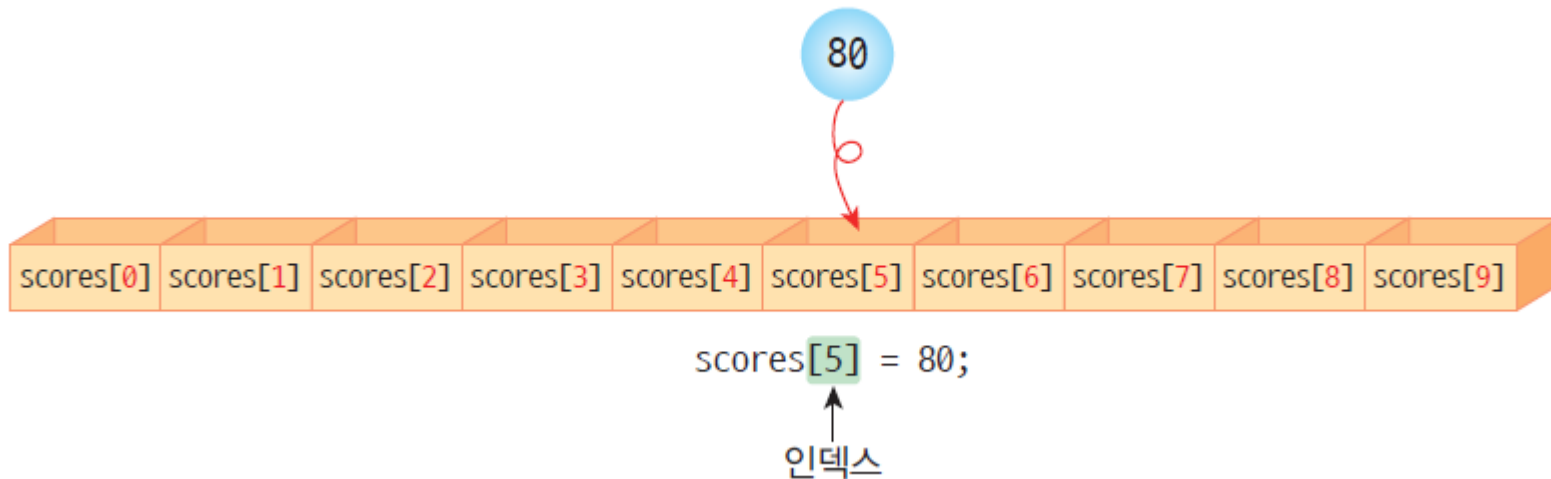 80
scores[0] scores[1] scores[2] scores[3] scores[4] scores[5] scores[6] scores[7] scores[8] scores[9]
scores[5] = 80;
인덱스